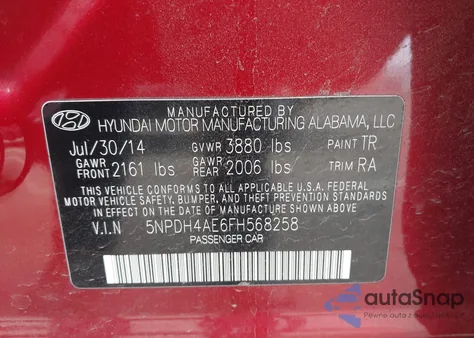 MANUFACTURED BY
HYUNDAI MOTOR MANUFACTURING ALABAMA, LLC
Jul/30/14 GVWR 3880 lbs PAINT TR
GAWR FRONT 2161 lbs GAWR REAR 2006 lbs TRIM RA
THIS VEHICLE CONFORMS TO ALL APPLICABLE U.S.A. FEDERAL
MOTOR VEHICLE SAFETY, BUMPER, AND THEFT PREVENTION STANDARDS
IN EFFECT ON THE DATE OF MANUFACTURE SHOWN ABOVE.
V.I.N 5NPDH4AE6FH568258
PASSENGER CAR
autoSnap
Pewne auto z